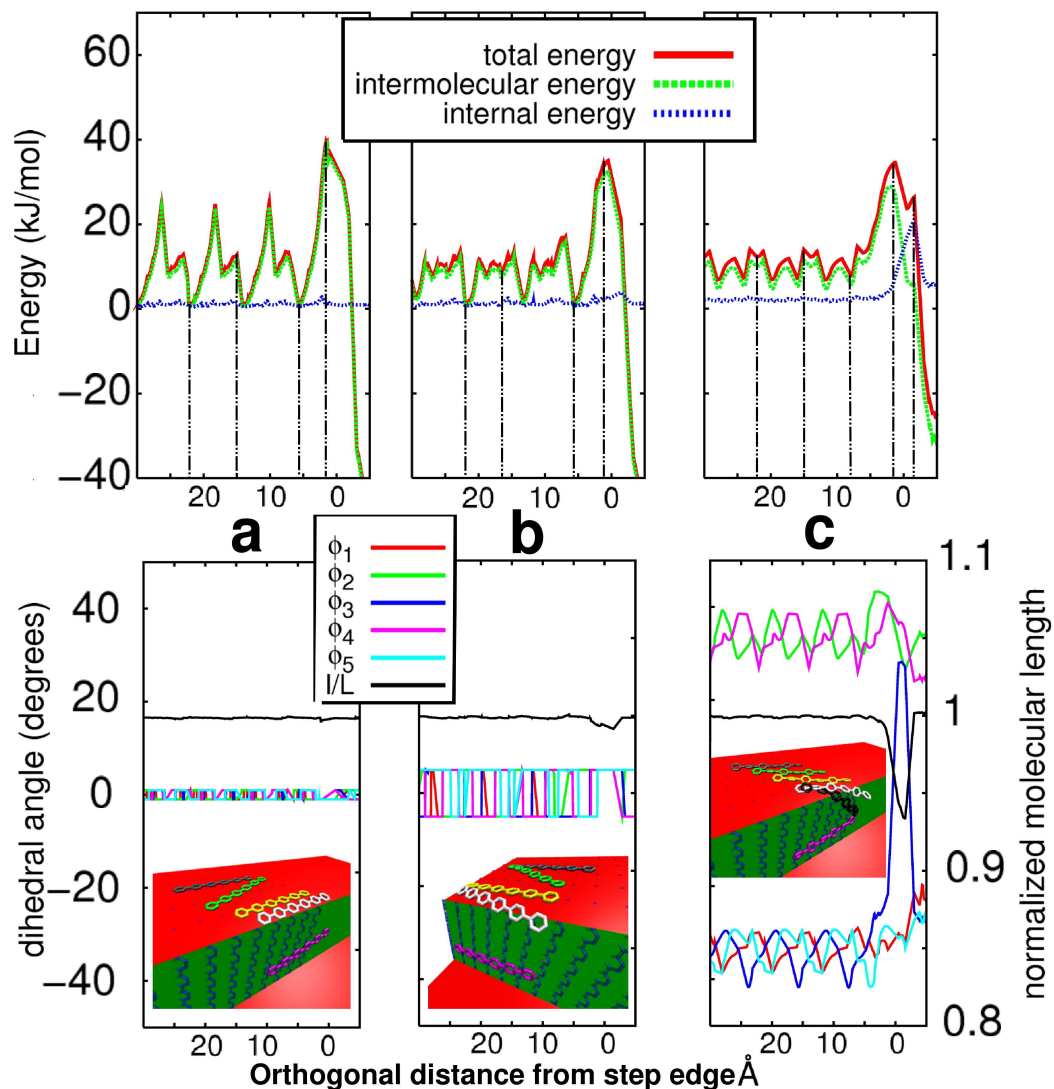 60
40
20
0
−20
−40
Energy (kJ/mol)
total energy
intermolecular energy
internal energy
20 10 0
20 10 0
20 10 0
a b c
ϕ1
ϕ2
ϕ3
ϕ4
ϕ5
l/L
40
20
0
−20
−40
dihedral angle (degrees)
1.1
1
0.9
0.8
normalized molecular length
20 10 0
20 10 0
20 10 0
Orthogonal distance from step edge Å